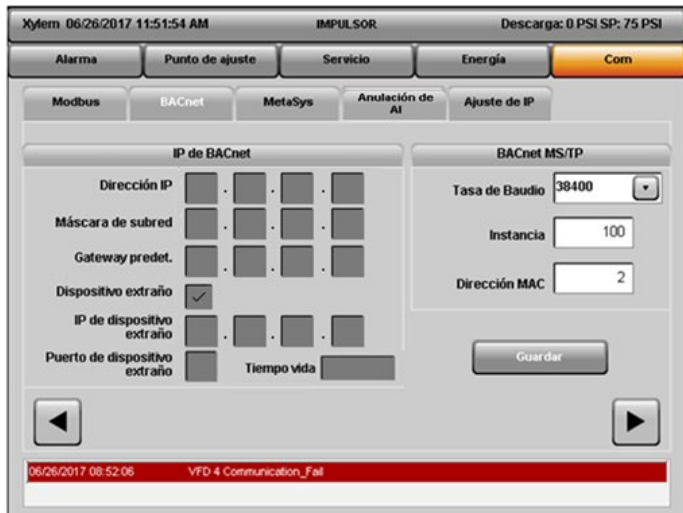 Xylem 06/26/2017 11:51:54 AM IMPULSOR Descarga: 0 PSI SP: 75 PSI
Alarma Punto de ajuste Servicio Energía Com
Modbus BACnet MetaSys Anulación de AI Ajuste de IP
IP de BACnet
Dirección IP . . .
Máscara de subred . . .
Gateway predet. . . .
Dispositivo extraño
IP de dispositivo extraño . . .
Puerto de dispositivo extraño Tiempo vida
BACnet MS/TP
Tasa de Baudio 38400
Instancia 100
Dirección MAC 2
Guardar
06/26/2017 08:52:06 VFD 4 Communication_Fail